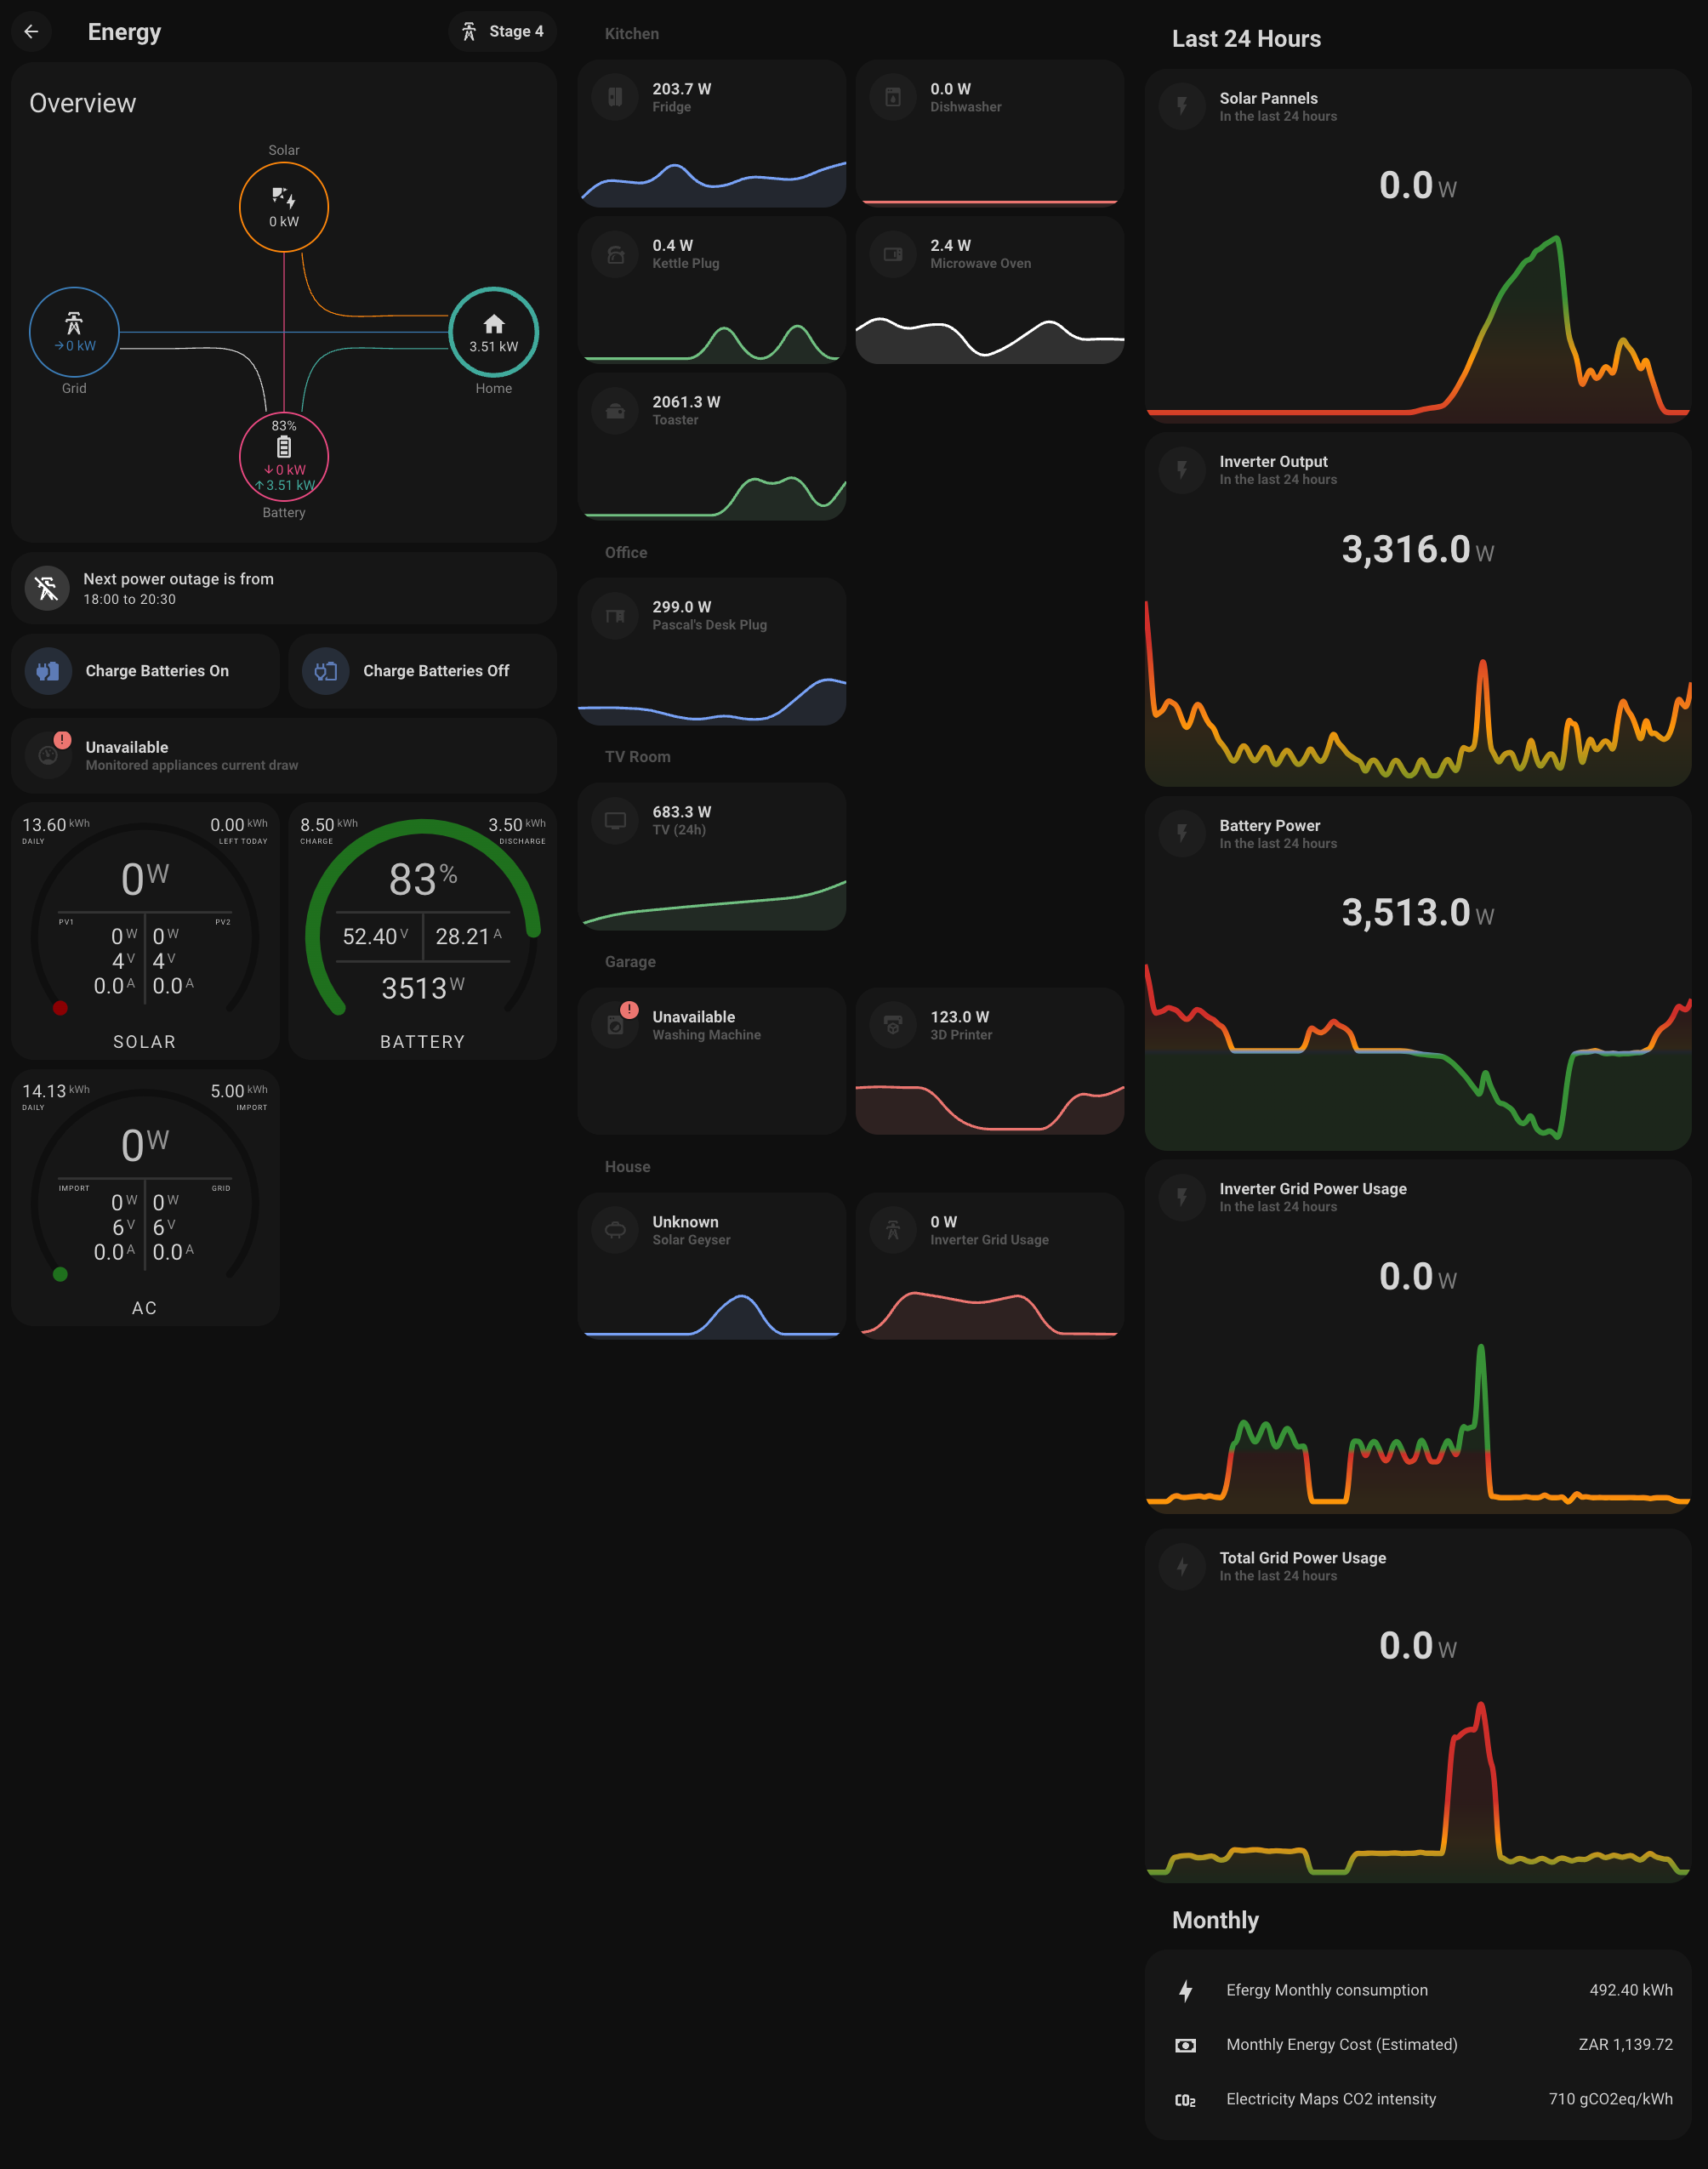 Energy
Stage 4
Overview
Solar
0 kW
→0 kW
Grid
3.51 kW
Home
83%
↓0 kW
↑3.51 kW
Battery
Next power outage is from
18:00 to 20:30
Charge Batteries On
Charge Batteries Off
!
Unavailable
Monitored appliances current draw
13.60 kWh
DAILY
0.00 kWh
LEFT TODAY
0 W
PV1
PV2
0 W 0 W
4 V 4 V
0.0 A 0.0 A
SOLAR
8.50 kWh
CHARGE
3.50 kWh
DISCHARGE
83 %
52.40 V 28.21 A
3513 W
BATTERY
14.13 kWh
DAILY
5.00 kWh
IMPORT
0 W
IMPORT
GRID
0 W 0 W
6 V 6 V
0.0 A 0.0 A
AC
Kitchen
203.7 W
Fridge
0.0 W
Dishwasher
0.4 W
Kettle Plug
2.4 W
Microwave Oven
2061.3 W
Toaster
Office
299.0 W
Pascal's Desk Plug
TV Room
683.3 W
TV (24h)
Garage
!
Unavailable
Washing Machine
123.0 W
3D Printer
House
Unknown
Solar Geyser
0 W
Inverter Grid Usage
Last 24 Hours
Solar Pannels
In the last 24 hours
0.0 W
Inverter Output
In the last 24 hours
3,316.0 W
Battery Power
In the last 24 hours
3,513.0 W
Inverter Grid Power Usage
In the last 24 hours
0.0 W
Total Grid Power Usage
In the last 24 hours
0.0 W
Monthly
Efergy Monthly consumption 492.40 kWh
Monthly Energy Cost (Estimated) ZAR 1,139.72
CO2 Electricity Maps CO2 intensity 710 gCO2eq/kWh